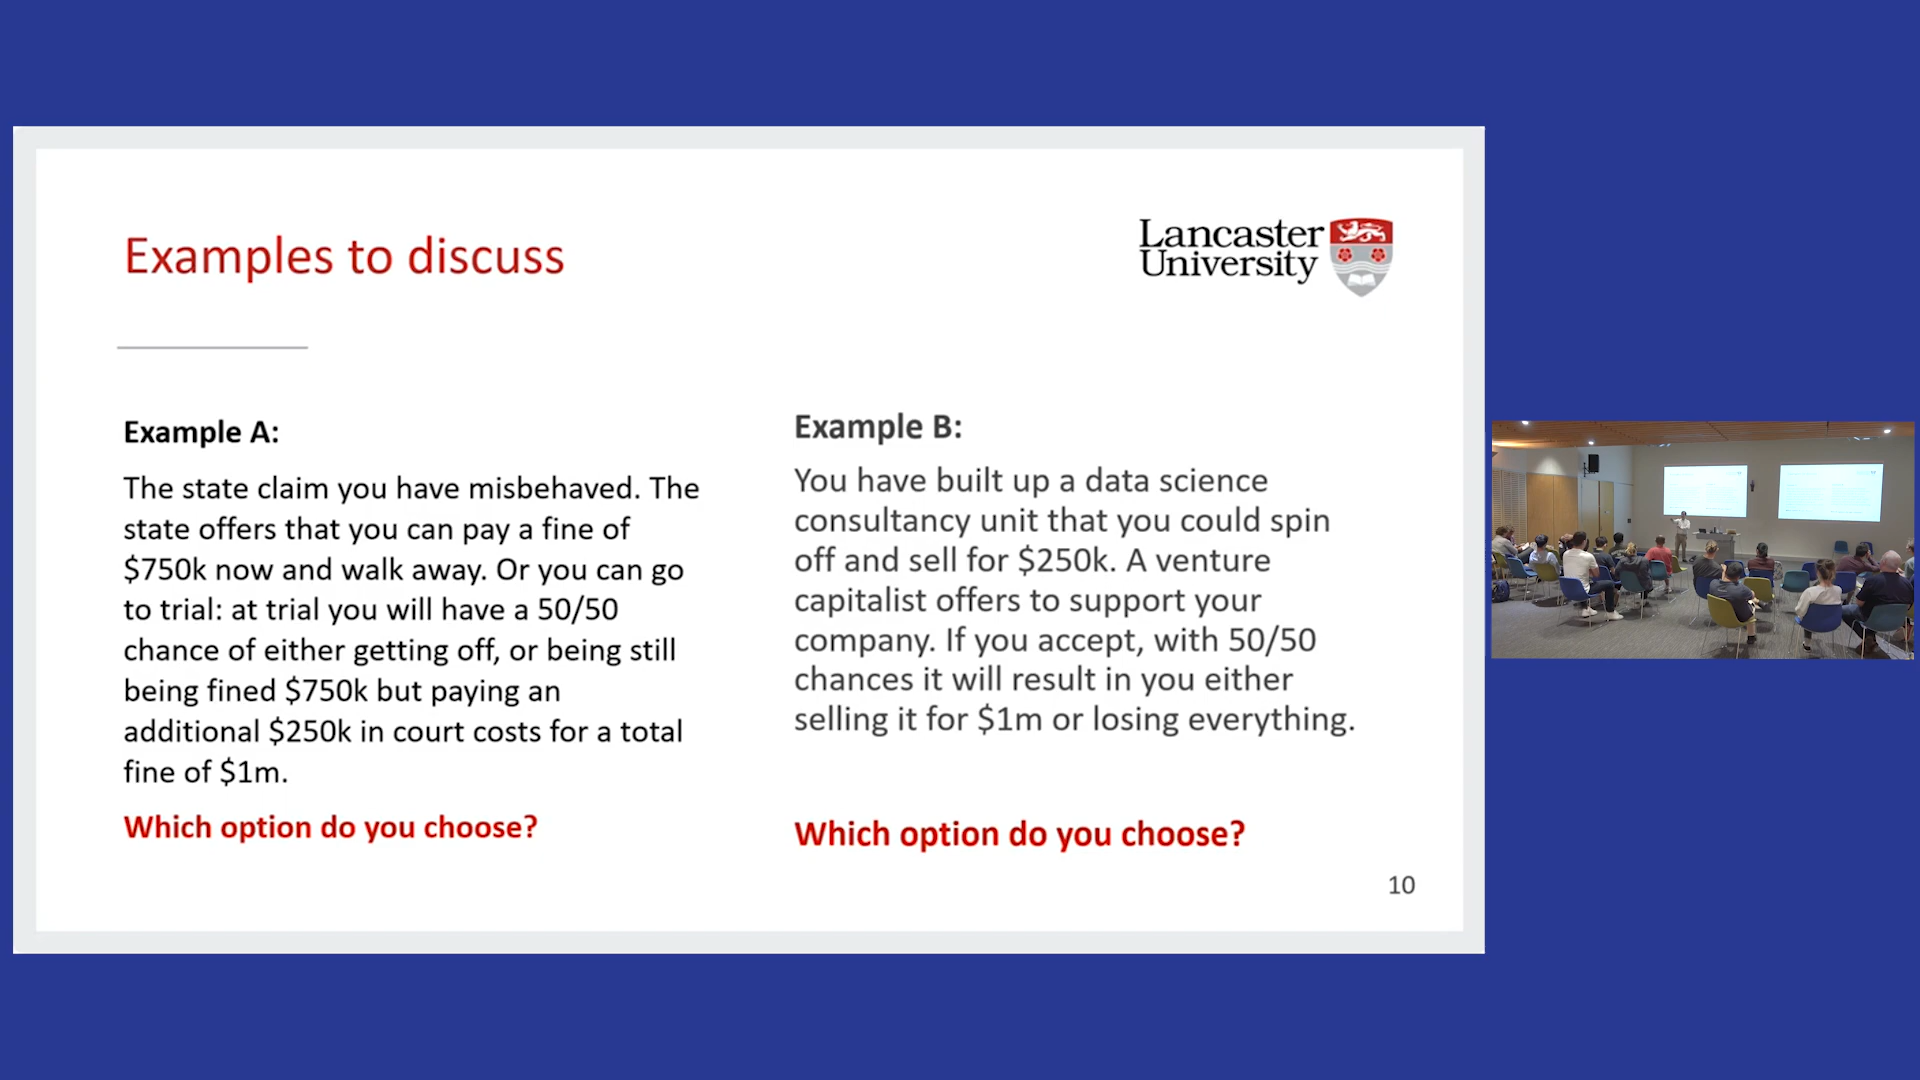 Examples to discuss
Lancaster
University
Example A:
The state claim you have misbehaved. The
state offers that you can pay a fine of
$750k now and walk away. Or you can go
to trial: at trial you will have a 50/50
chance of either getting off, or being still
being fined $750k but paying an
additional $250k in court costs for a total
fine of $1m.
Which option do you choose?
Example B:
You have built up a data science
consultancy unit that you could spin
off and sell for $250k. A venture
capitalist offers to support your
company. If you accept, with 50/50
chances it will result in you either
selling it for $1m or losing everything.
Which option do you choose?
10